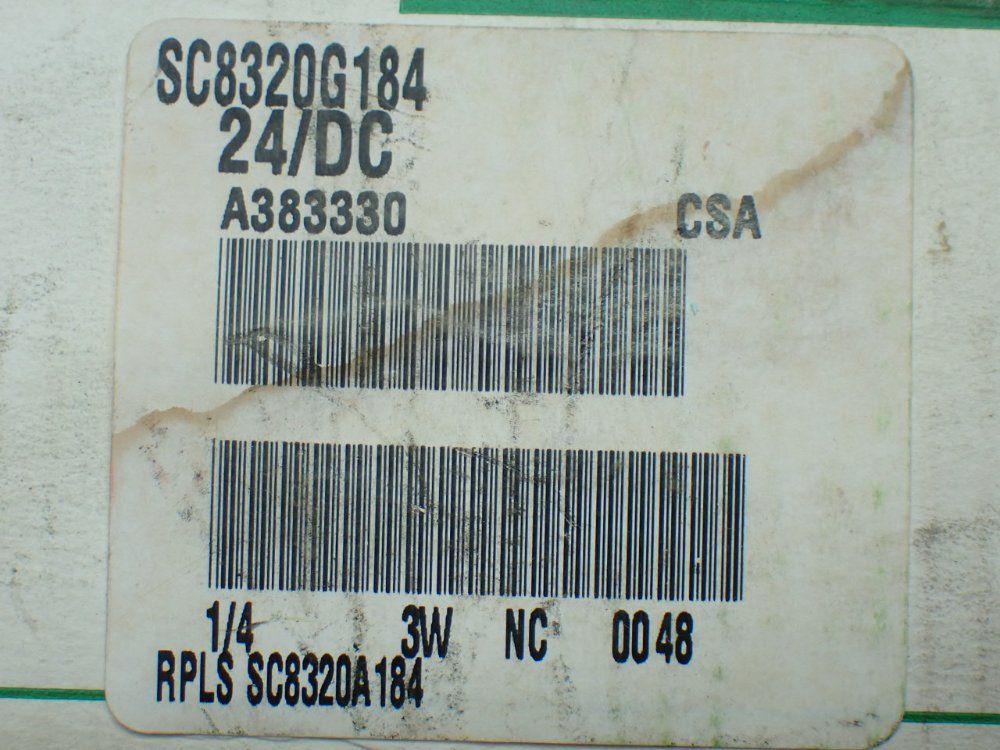 SC8320G184
24/DC
A383330 CSA
1/4 3W NC 0048
RPLS SC8320A184